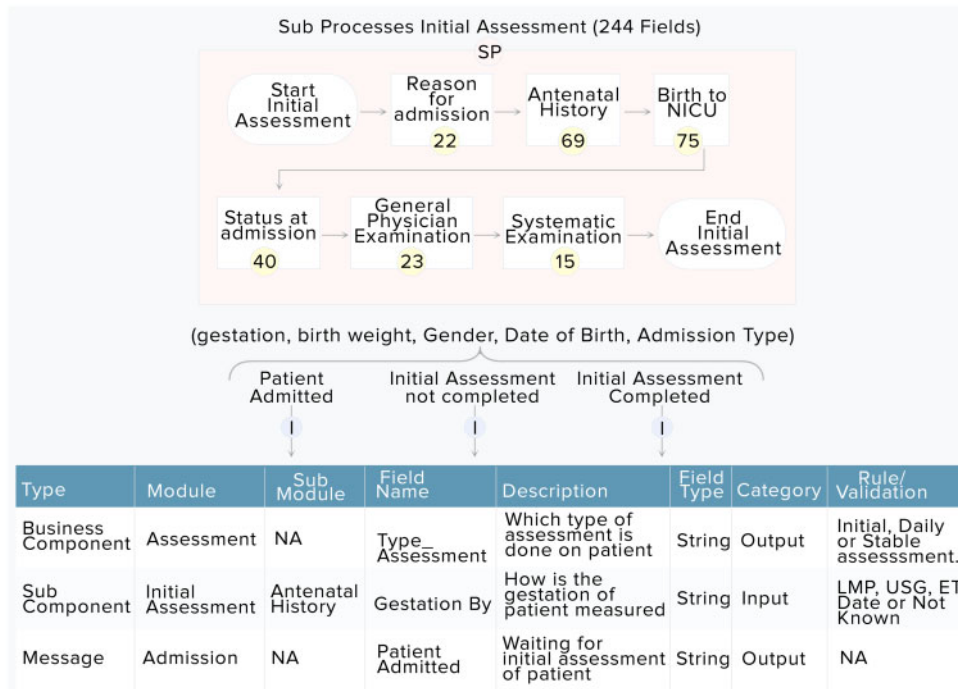 Sub Processes Initial Assessment (244 Fields)
SP
Start
Initial
Assessment
Reason
for
admission
22
Antenatal
History
69
Birth to
NICU
75
Status at
admission
40
General
Physician
Examination
23
Systematic
Examination
15
End
Initial
Assessment
(gestation, birth weight, Gender, Date of Birth, Admission Type)
Patient
Admitted
Initial Assessment
not completed
Initial Assessment
Completed
I
I
I
Type
Module
Sub
Module
Field
Name
Description
Field
Type
Category
Rule/
Validation
Business
Component
Assessment
NA
Type_
Assessment
Which type of
assessment is
done on patient
String
Output
Initial, Daily
or Stable
assesssment.
Sub
Component
Initial
Assessment
Antenatal
History
Gestation By
How is the
gestation of
patient measured
String
Input
LMP, USG, ET
Date or Not
Known
Message
Admission
NA
Patient
Admitted
Waiting for
initial assessment
of patient
String
Output
NA